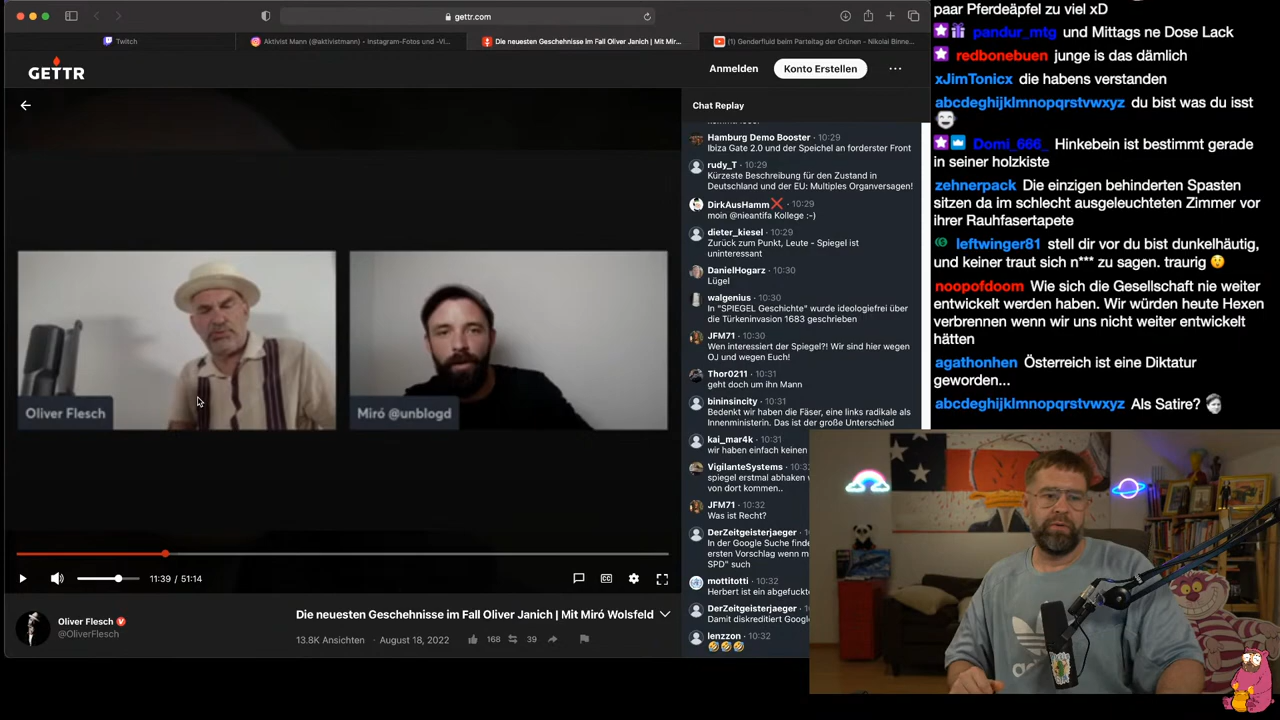 gettr.com
Twitch
Aktivist Mann (@aktivistmann) • Instagram-Fotos und -Vi...
Die neuesten Geschehnisse im Fall Oliver Janich | Mit Mir...
(1) Genderfluid beim Parteitag der Grünen - Nikolai Binne...
GETTR
Anmelden
Konto Erstellen
Chat Replay
Hamburg Demo Booster • 10:29
Ibiza Gate 2.0 und der Speichel an forderster Front
rudy_T • 10:29
Kürzeste Beschreibung für den Zustand in
Deutschland und der EU: Multiples Organversagen!
DirkAusHamm❌ • 10:29
moin @nieantifa Kollege :-)
dieter_kiesel • 10:29
Zurück zum Punkt, Leute - Spiegel ist
uninteressant
DanielHogarz • 10:30
Lügel
walgenius • 10:30
In "SPIEGEL Geschichte" wurde ideologiefrei über
die Türkeninvasion 1683 geschrieben
JFM71 • 10:30
Wen interessiert der Spiegel?! Wir sind hier wegen
OJ und wegen Euch!
Thor0211 • 10:31
geht doch um ihn Mann
bininsincity • 10:31
Bedenkt wir haben die Fäser, eine links radikale als
Innenministerin. Das ist der große Unterschied
kai_mar4k • 10:31
wir haben einfach keinen
VigilanteSystems • 10:32
spiegel erstmal abhaken
von dort kommen..
JFM71 • 10:32
Was ist Recht?
DerZeitgeisterjaeger • 10:32
In der Google Suche finde
ersten Vorschlag wenn m
SPD" such
mottitotti • 10:32
Herbert ist ein abgefuckte
DerZeitgeisterjaeger • 10:32
Damit diskreditiert Google
lenzzon • 10:32
🤣🤣🤣
Oliver Flesch
Miró @unblogd
11:39 / 51:14
Oliver Flesch
@OliverFlesch
Die neuesten Geschehnisse im Fall Oliver Janich | Mit Miró Wolsfeld
13.8K Ansichten • August 18, 2022
168
39
paar Pferdeäpfel zu viel xD
pandur_mtg und Mittags ne Dose Lack
redbonebuen junge is das dämlich
xJimTonicx die habens verstanden
abcdeghijklmnopqrstvwxyz du bist was du isst
Domi_666_ Hinkebein ist bestimmt gerade
in seiner holzkiste
zehnerpack Die einzigen behinderten Spasten
sitzen da im schlecht ausgeleuchteten Zimmer vor
ihrer Rauhfasertapete
leftwinger81 stell dir vor du bist dunkelhäutig,
und keiner traut sich n*** zu sagen. traurig 😲
noopofdoom Wie sich die Gesellschaft nie weiter
entwickelt werden haben. Wir würden heute Hexen
verbrennen wenn wir uns nicht weiter entwickelt
hätten
agathonhen Österreich ist eine Diktatur
geworden...
abcdeghijklmnopqrstvwxyz Als Satire?